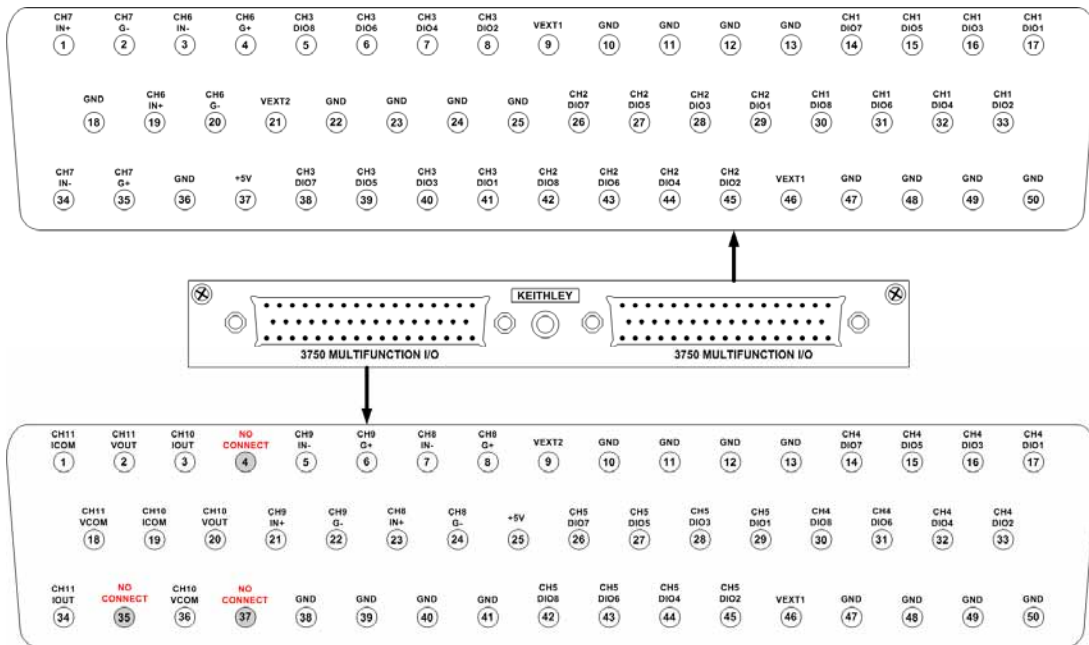 CH7 CH7 CH6 CH6 CH3 CH3 CH3 CH3 VEXT1 GND GND GND GND CH1 CH1 CH1 CH1
IN+ G- IN- G+ DIO8 DIO6 DIO4 DIO2 DIO7 DIO5 DIO3 DIO1
1 2 3 4 5 6 7 8 9 10 11 12 13 14 15 16 17
GND CH6 CH6 VEXT2 GND GND GND GND CH2 CH2 CH2 CH2 CH1 CH1 CH1 CH1
IN+ G- DIO7 DIO5 DIO3 DIO1 DIO8 DIO6 DIO4 DIO2
18 19 20 21 22 23 24 25 26 27 28 29 30 31 32 33
CH7 CH7 GND +5V CH3 CH3 CH3 CH3 CH2 CH2 CH2 CH2 VEXT1 GND GND GND GND
IN- G+ DIO7 DIO5 DIO3 DIO1 DIO8 DIO6 DIO4 DIO2
34 35 36 37 38 39 40 41 42 43 44 45 46 47 48 49 50
KEITHLEY
3750 MULTIFUNCTION I/O 3750 MULTIFUNCTION I/O
CH11 CH11 CH10 NO CH9 CH9 CH8 CH8 VEXT2 GND GND GND GND CH4 CH4 CH4 CH4
ICOM VOUT IOUT CONNECT IN- G+ IN- G+ DIO7 DIO5 DIO3 DIO1
1 2 3 4 5 6 7 8 9 10 11 12 13 14 15 16 17
CH11 CH10 CH10 CH9 CH9 CH8 CH8 +5V CH5 CH5 CH5 CH5 CH4 CH4 CH4 CH4
VCOM ICOM VOUT IN+ G- IN+ G- DIO7 DIO5 DIO3 DIO1 DIO8 DIO6 DIO4 DIO2
18 19 20 21 22 23 24 25 26 27 28 29 30 31 32 33
CH11 NO CH10 NO GND GND GND GND CH5 CH5 CH5 CH5 VEXT1 GND GND GND GND
IOUT CONNECT VCOM CONNECT DIO8 DIO6 DIO4 DIO2
34 35 36 37 38 39 40 41 42 43 44 45 46 47 48 49 50